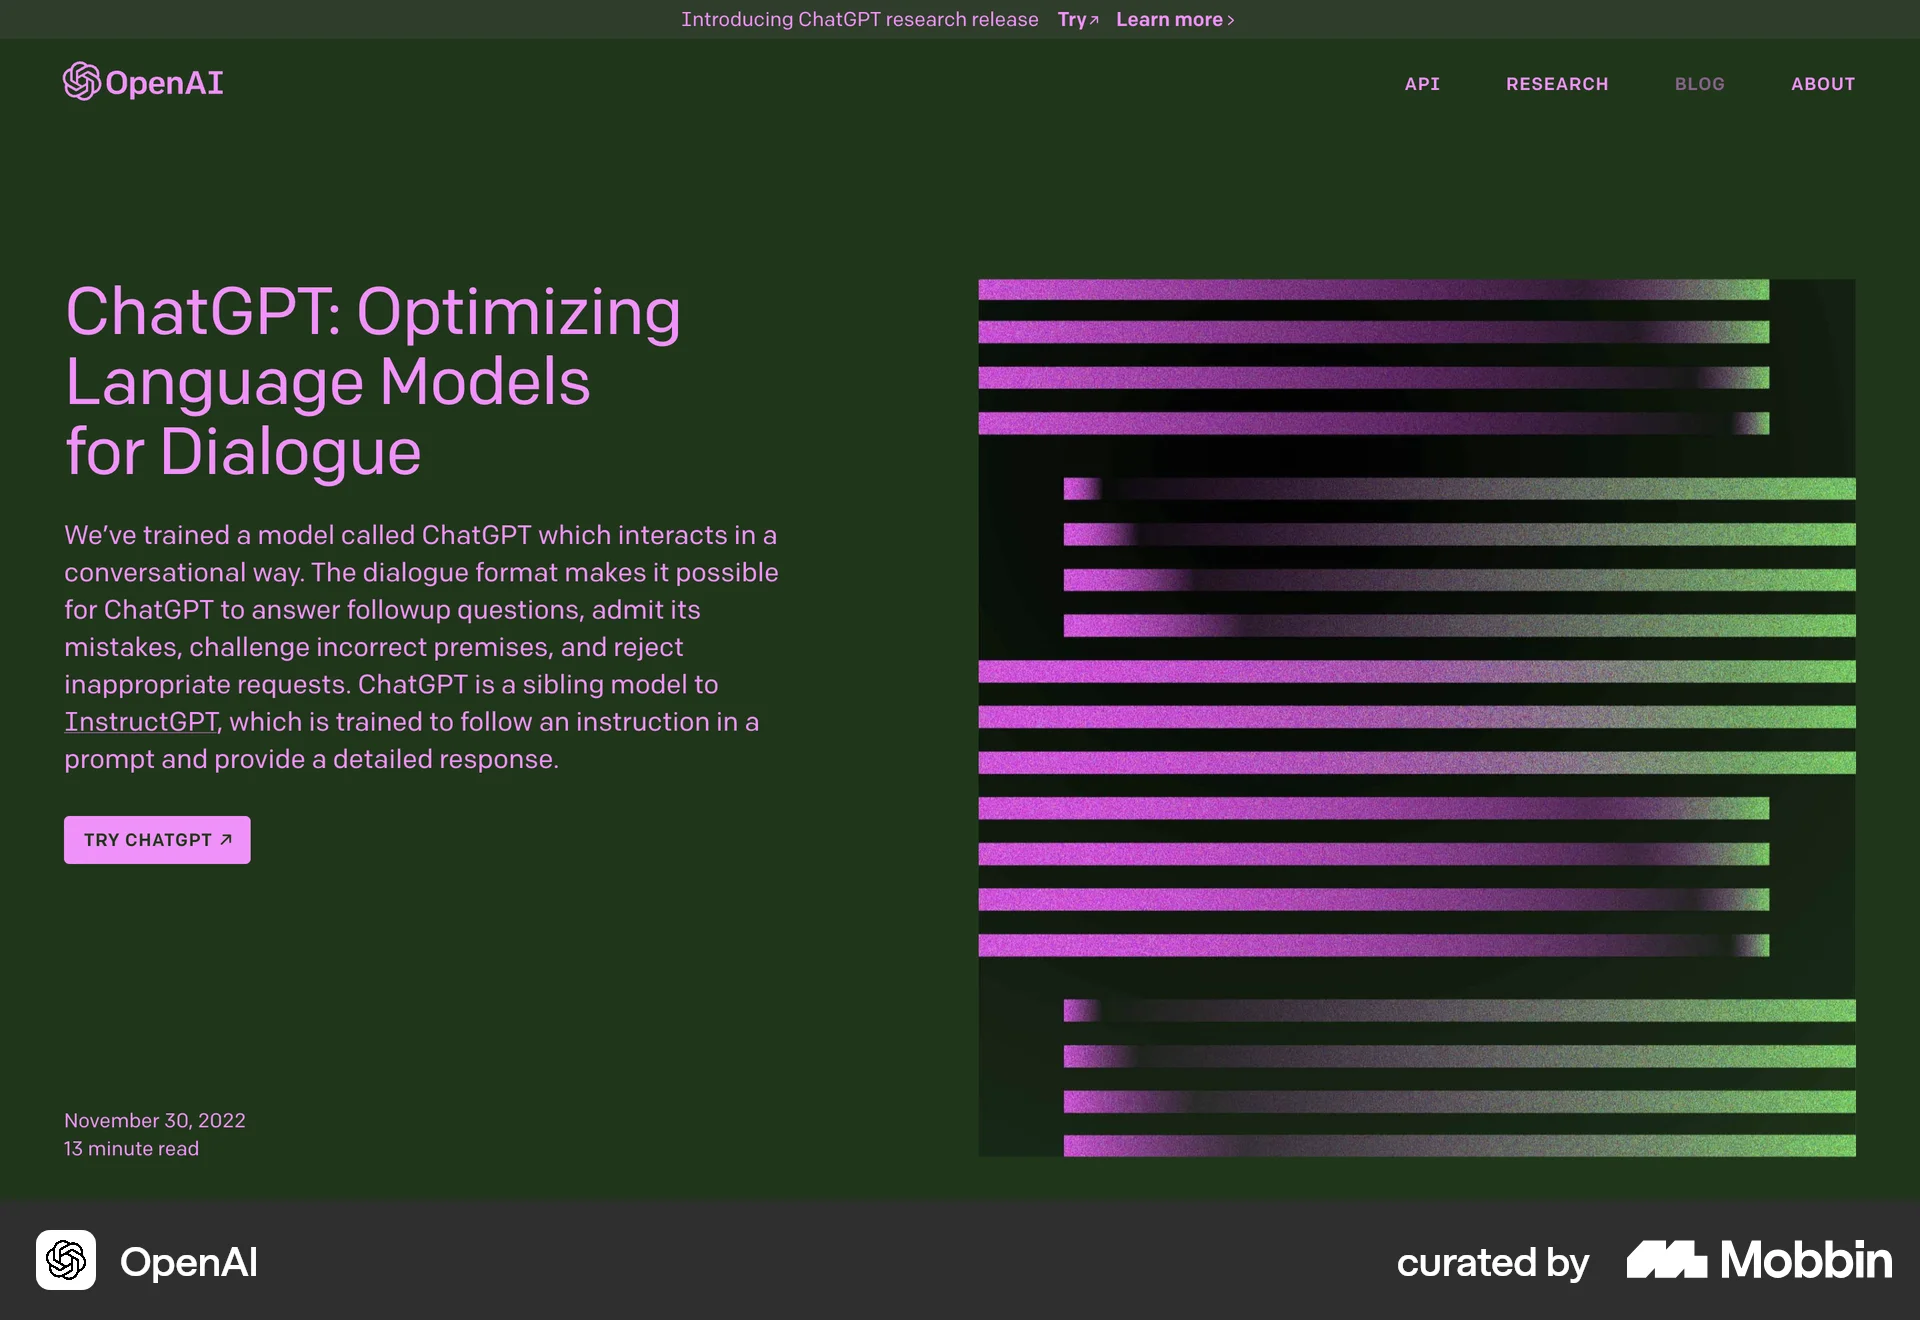 Introducing ChatGPT research release Try↗ Learn more ›
OpenAI
API RESEARCH BLOG ABOUT
ChatGPT: Optimizing
Language Models
for Dialogue
We’ve trained a model called ChatGPT which interacts in a
conversational way. The dialogue format makes it possible
for ChatGPT to answer followup questions, admit its
mistakes, challenge incorrect premises, and reject
inappropriate requests. ChatGPT is a sibling model to
InstructGPT, which is trained to follow an instruction in a
prompt and provide a detailed response.
TRY CHATGPT ↗
November 30, 2022
13 minute read
OpenAI
curated by Mobbin